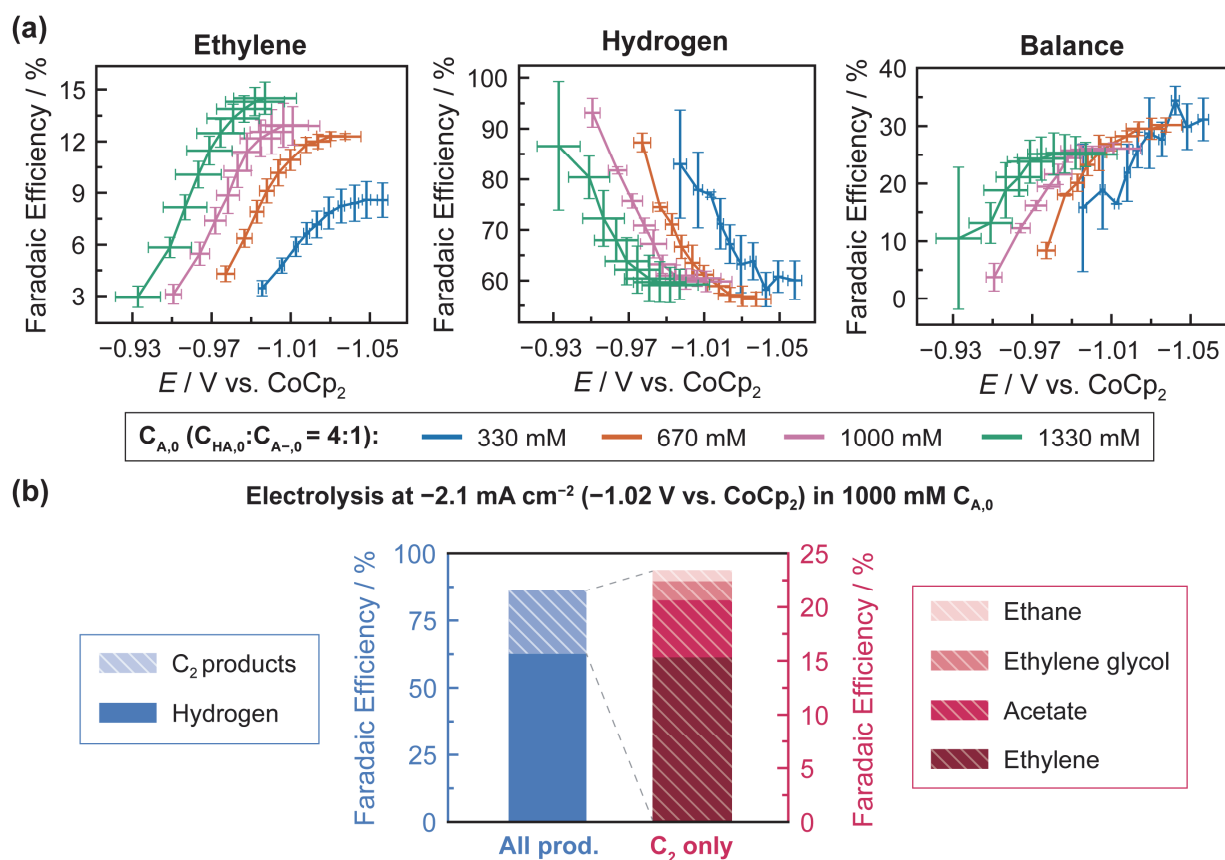 (a)
Ethylene
Hydrogen
Balance
Faradaic Efficiency / %
15
12
9
6
3
−0.93
−0.97
−1.01
−1.05
E / V vs. CoCp₂
Faradaic Efficiency / %
100
90
80
70
60
−0.93
−0.97
−1.01
−1.05
E / V vs. CoCp₂
Faradaic Efficiency / %
40
30
20
10
0
−0.93
−0.97
−1.01
−1.05
E / V vs. CoCp₂
C_A,0 (C_HA,0:C_A−,0 = 4:1): 330 mM 670 mM 1000 mM 1330 mM
(b)
Electrolysis at −2.1 mA cm⁻² (−1.02 V vs. CoCp₂) in 1000 mM C_A,0
C₂ products
Hydrogen
Faradaic Efficiency / %
100
75
50
25
0
All prod.
C₂ only
25
20
15
10
5
0
Faradaic Efficiency / %
Ethane
Ethylene glycol
Acetate
Ethylene